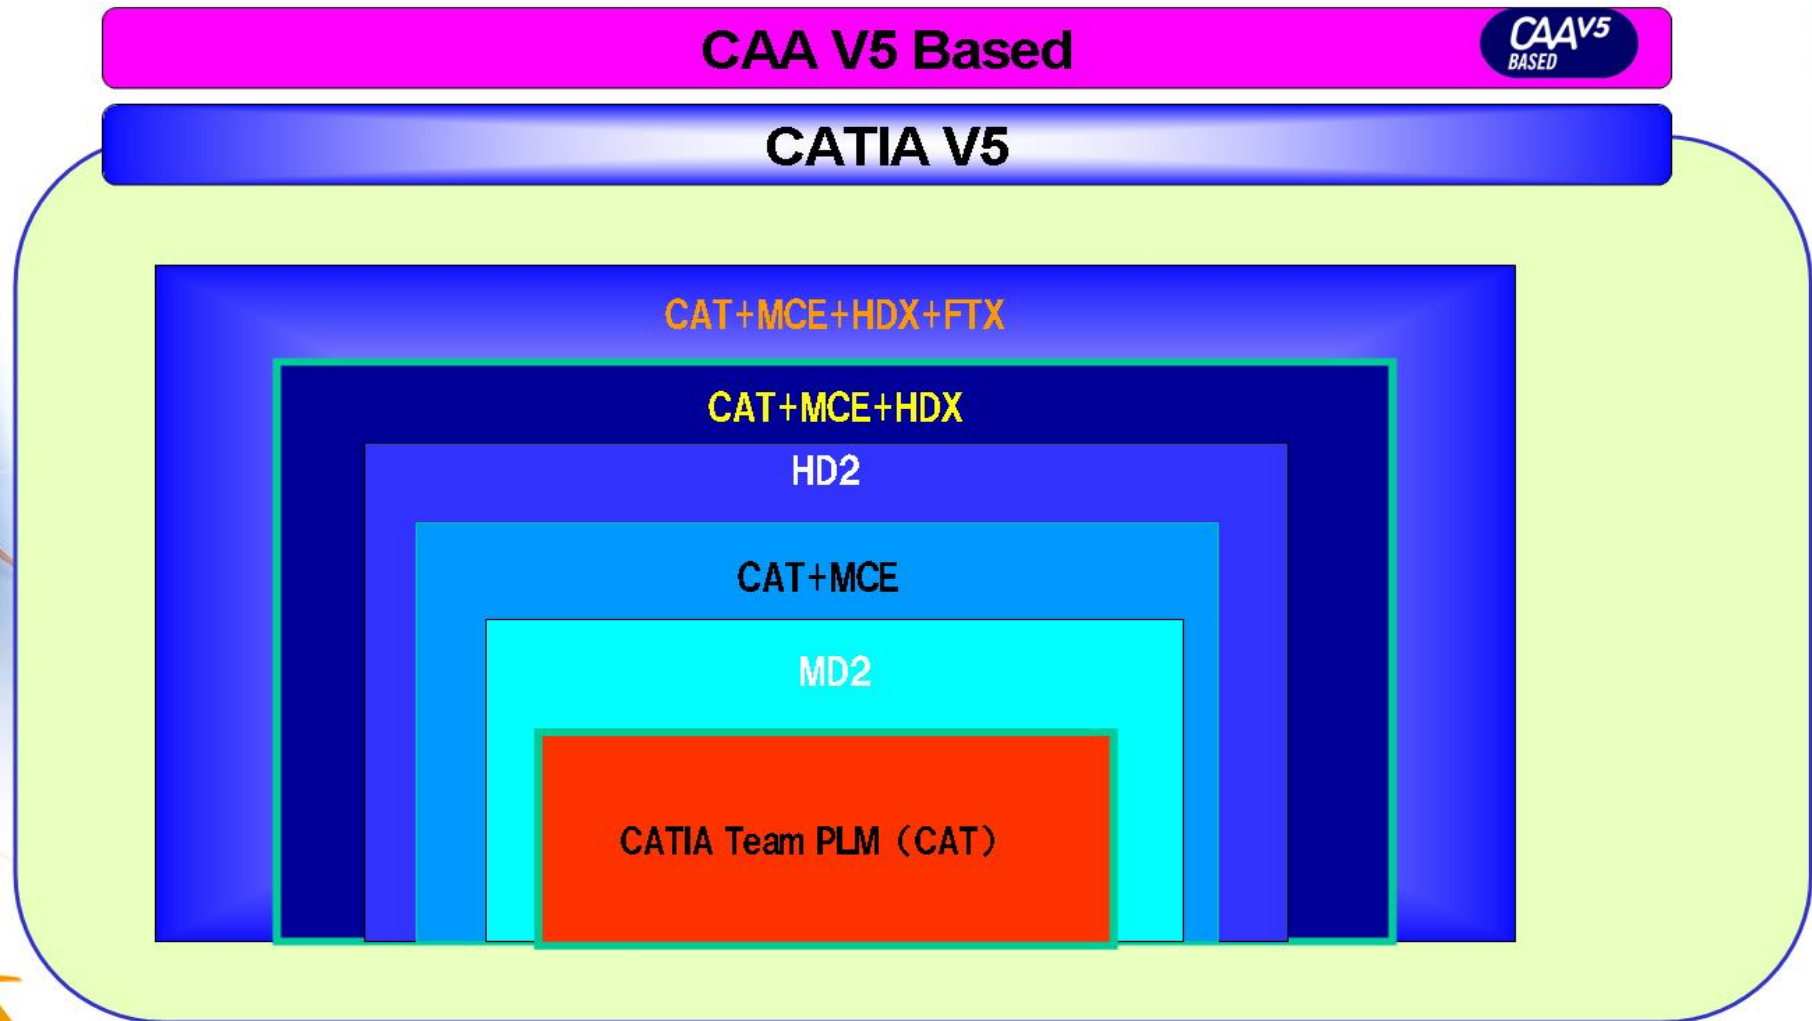 CAA V5 Based
CAAV5
BASED
CATIA V5
CAT+MCE+HDX+FTX
CAT+MCE+HDX
HD2
CAT+MCE
MD2
CATIA Team PLM（CAT）